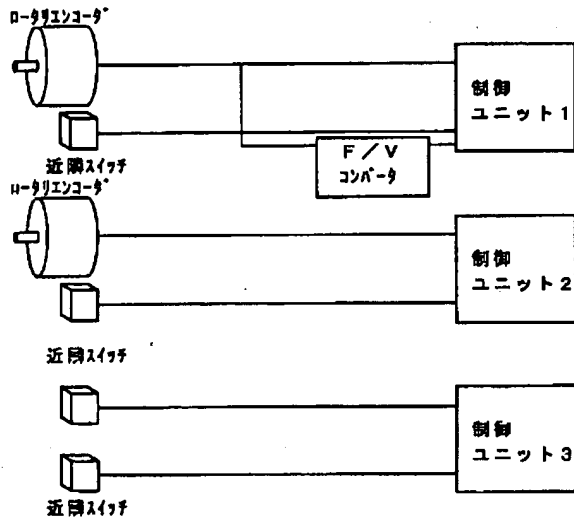 ロータリエンコーダ
制御
ユニット1
近隣スイッチ
F/V
コンバータ
ロータリエンコーダ
制御
ユニット2
近隣スイッチ
制御
ユニット3
近隣スイッチ